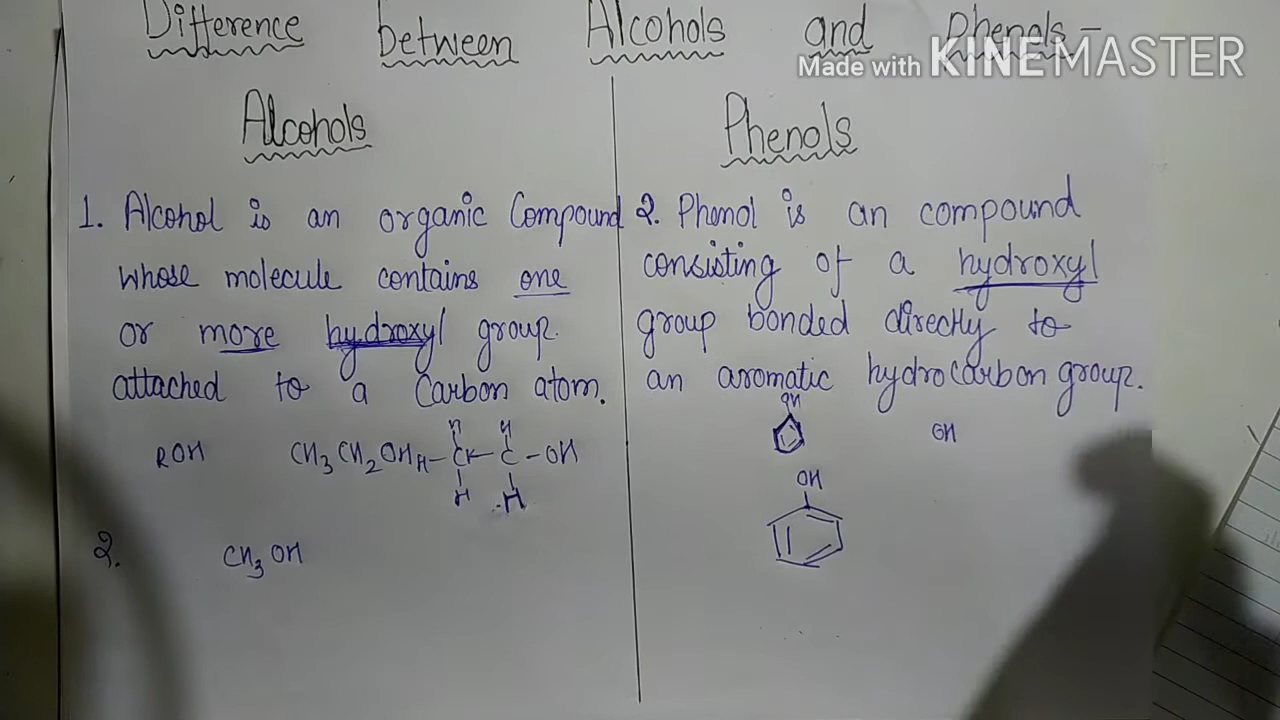 Difference between Alcohols and Phenols-
Made with KINEMASTER
Alcohols
1. Alcohol is an organic Compound
whose molecule contains one
or more hydroxyl group.
attached to a Carbon atom.
ROH CH3CH2OH H-C-C-OH
H H
H H
2. CH3OH
Phenols
2. Phenol is an compound
consisting of a hydroxyl
group bonded directly to
an aromatic hydrocarbon group.
OH
OH
OH